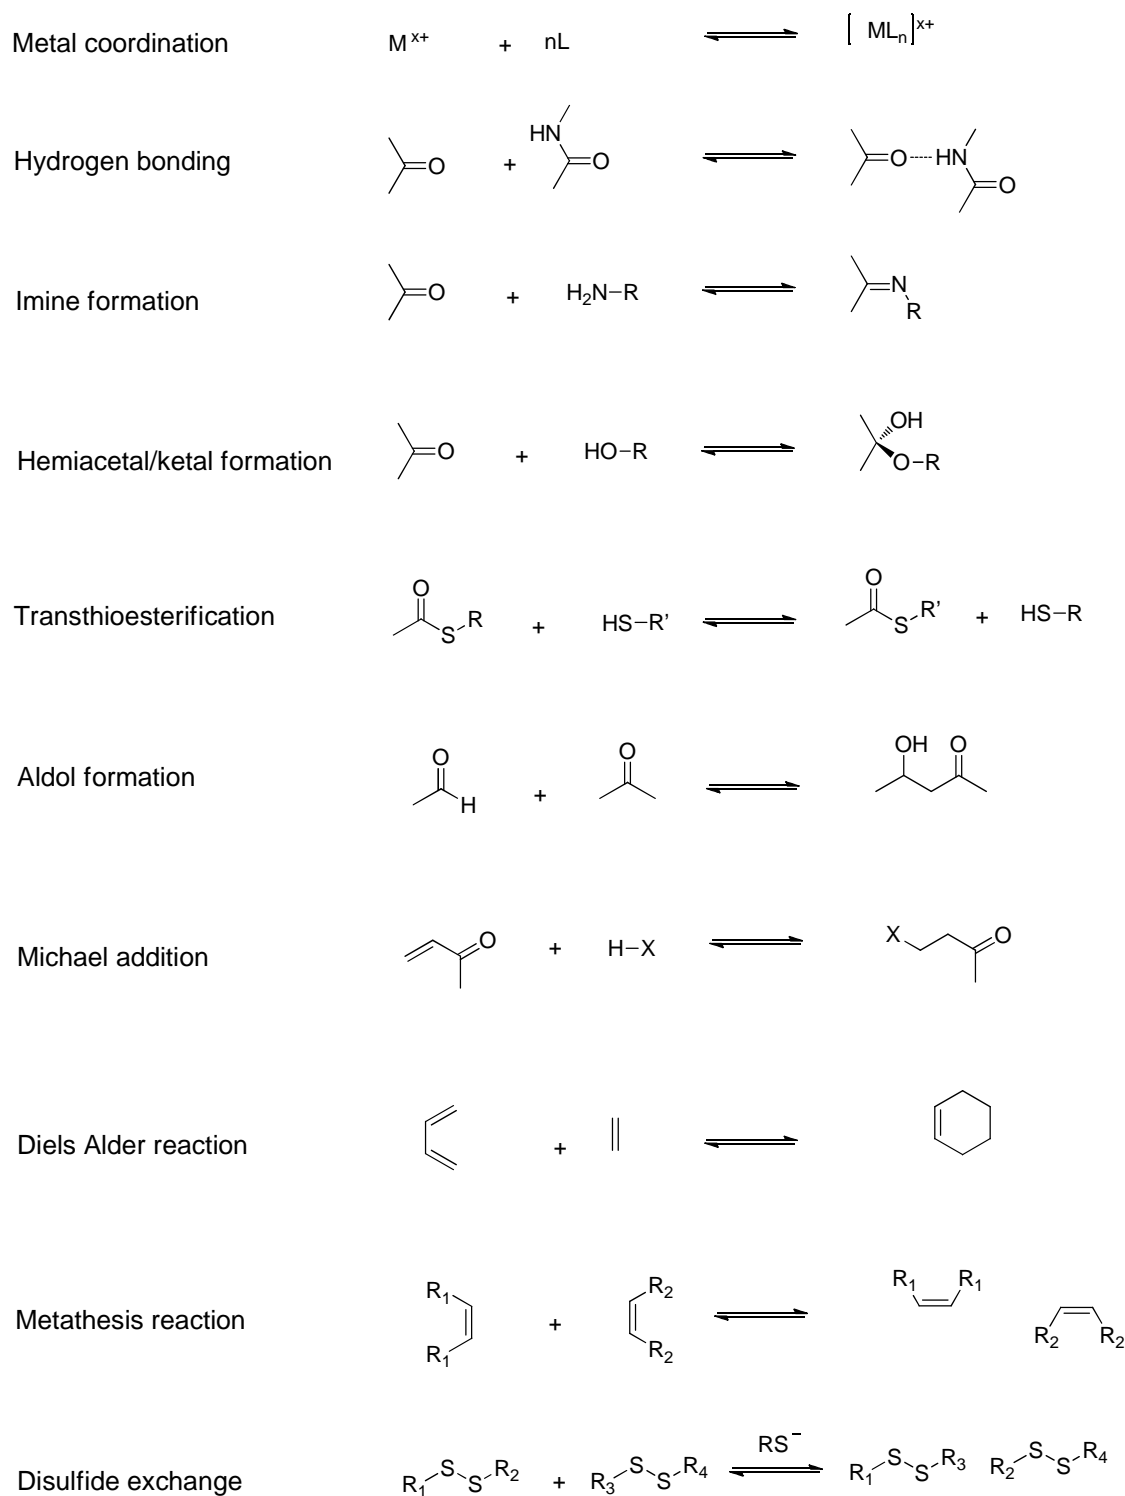 Metal coordination M x+ + nL [ MLn ] x+
Hydrogen bonding O + HN O O HN O
Imine formation O + H2N–R N R
Hemiacetal/ketal formation O + HO–R OH O–R
Transthioesterification O S R + HS–R' O S R' + HS–R
Aldol formation O H + O OH O
Michael addition O + H–X X O
Diels Alder reaction +
Metathesis reaction R1 R1 + R2 R2 R1 R1 R2 R2
Disulfide exchange R1 S S R2 + R3 S S R4 RS− R1 S S R3 R2 S S R4